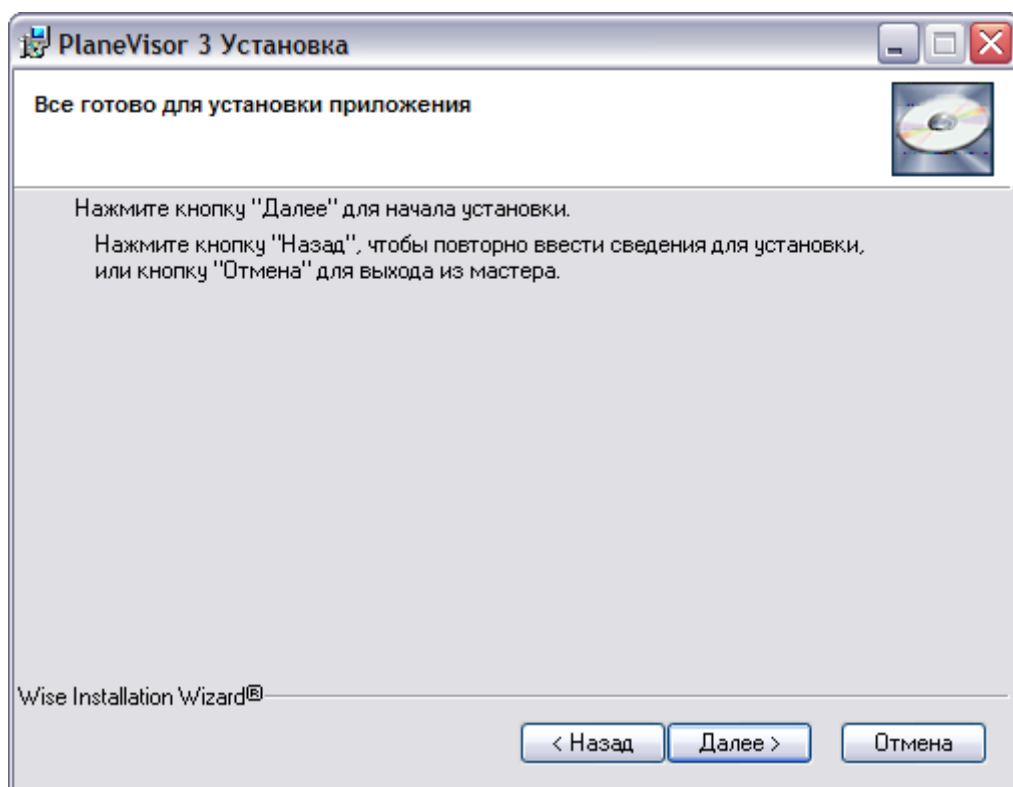 PlaneVisor 3 Установка
Все готово для установки приложения
Нажмите кнопку "Далее" для начала установки.
Нажмите кнопку "Назад", чтобы повторно ввести сведения для установки,
или кнопку "Отмена" для выхода из мастера.
Wise Installation Wizard®
< Назад Далее > Отмена